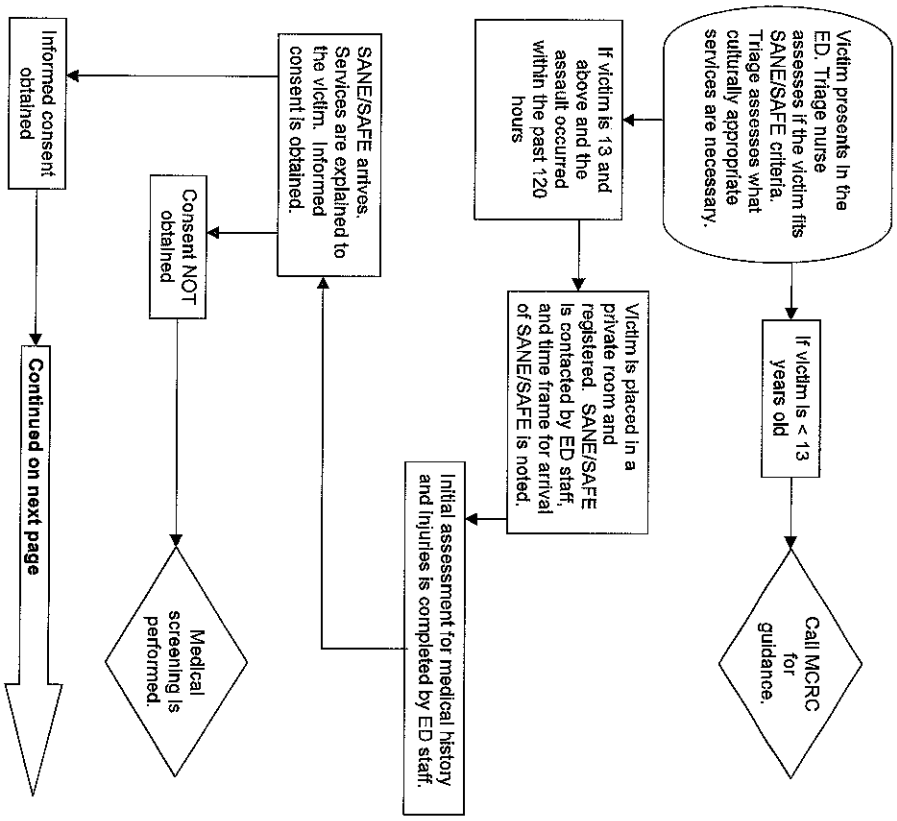 Victim presents in the
ED. Triage nurse
assesses if the victim fits
SANE/SAFE criteria.
Triage assesses what
culturally appropriate
services are necessary.
If victim is < 13
years old
Call MCRC
for
guidance.
If victim is 13 and
above and the
assault occurred
within the past 120
hours
Victim is placed in a
private room and
registered. SANE/SAFE
is contacted by ED staff,
and time frame for arrival
of SANE/SAFE is noted.
Initial assessment for medical history
and injuries is completed by ED staff.
SANE/SAFE arrives.
Services are explained to
the victim. Informed
consent is obtained.
Consent NOT
obtained
Medical
screening is
performed.
Informed consent
obtained
Continued on next page